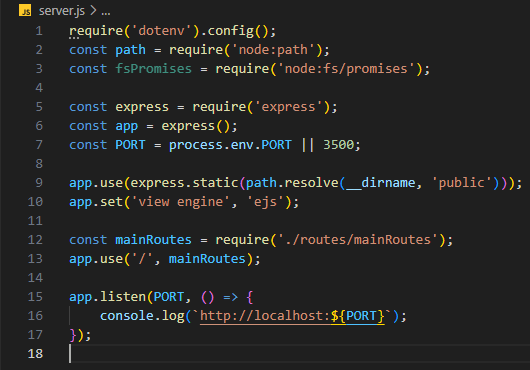 JS server.js > ...
1 require('dotenv').config();
2 const path = require('node:path');
3 const fsPromises = require('node:fs/promises');
4
5 const express = require('express');
6 const app = express();
7 const PORT = process.env.PORT || 3500;
8
9 app.use(express.static(path.resolve(__dirname, 'public')));
10 app.set('view engine', 'ejs');
11
12 const mainRoutes = require('./routes/mainRoutes');
13 app.use('/', mainRoutes);
14
15 app.listen(PORT, () => {
16     console.log(`http://localhost:${PORT}`);
17 });
18